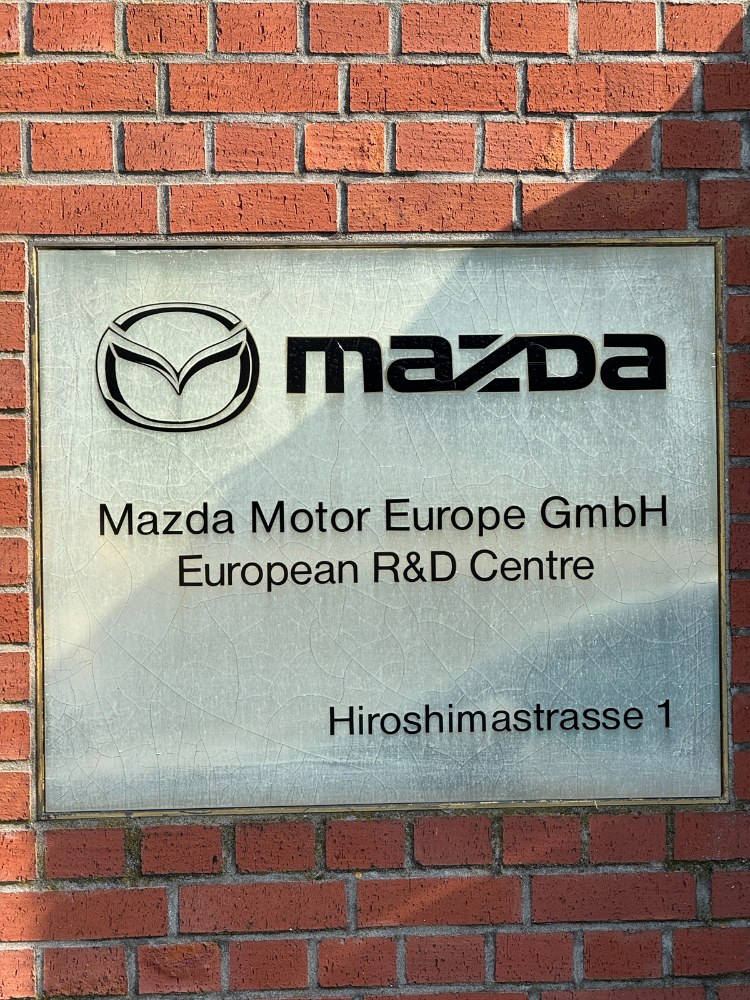 mazda
Mazda Motor Europe GmbH
European R&D Centre
Hiroshimastrasse 1